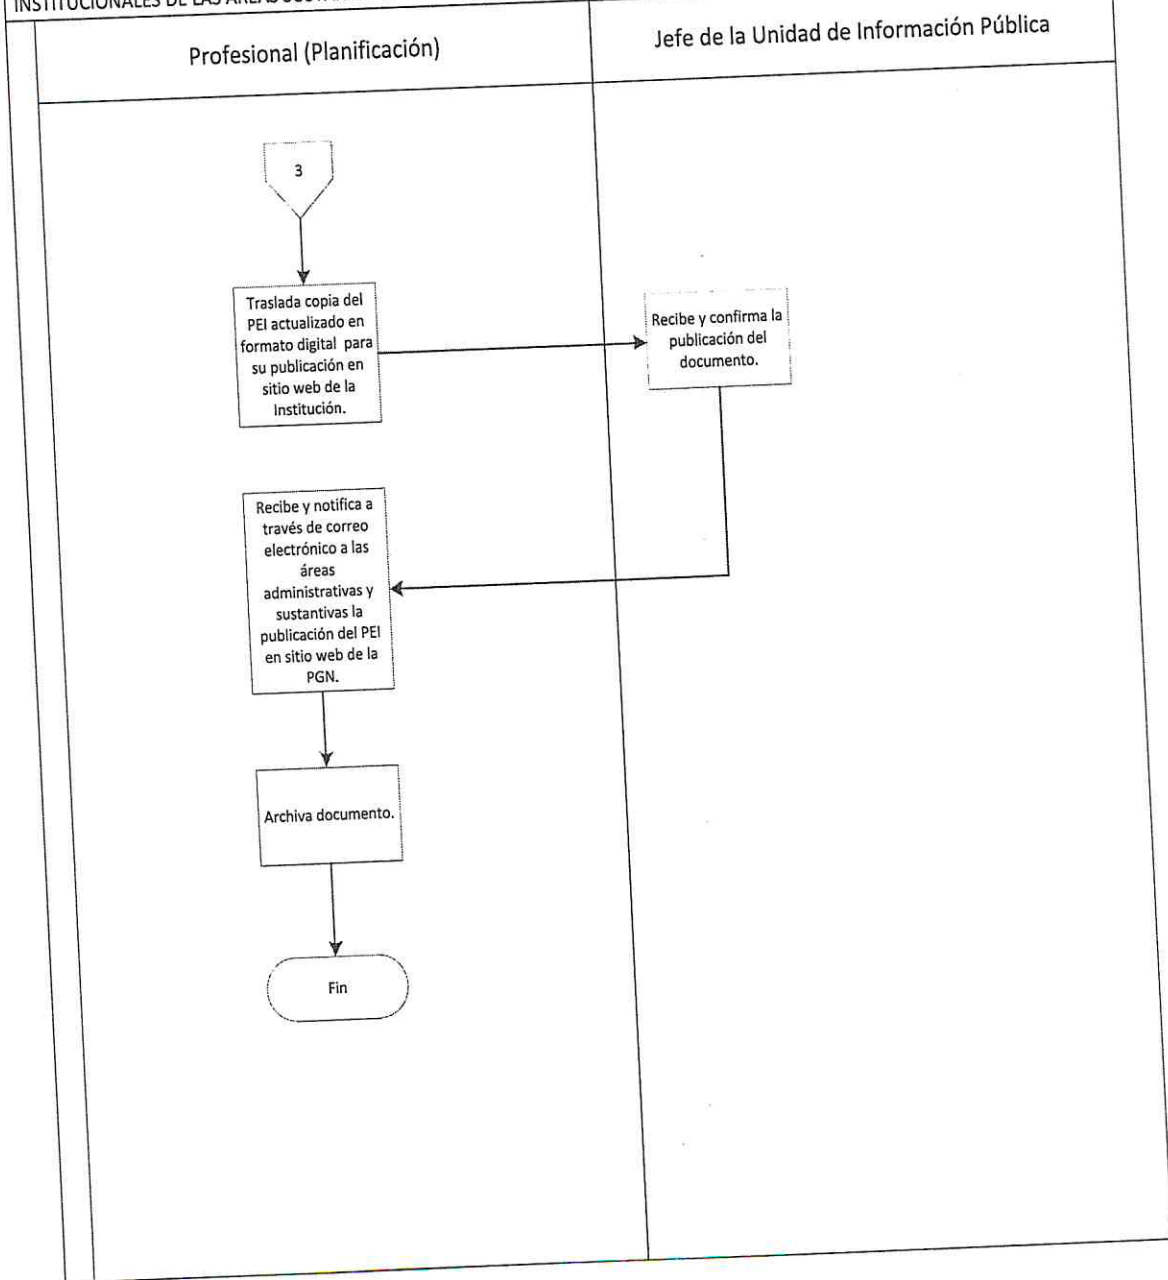 INSTITUCIONALES DE LAS ÁREAS
Profesional (Planificación)
Jefe de la Unidad de Información Pública
3
Traslada copia del
PEI actualizado en
formato digital para
su publicación en
sitio web de la
Institución.
Recibe y confirma la
publicación del
documento.
Recibe y notifica a
través de correo
electrónico a las
áreas
administrativas y
sustantivas la
publicación del PEI
en sitio web de la
PGN.
Archiva documento.
Fin